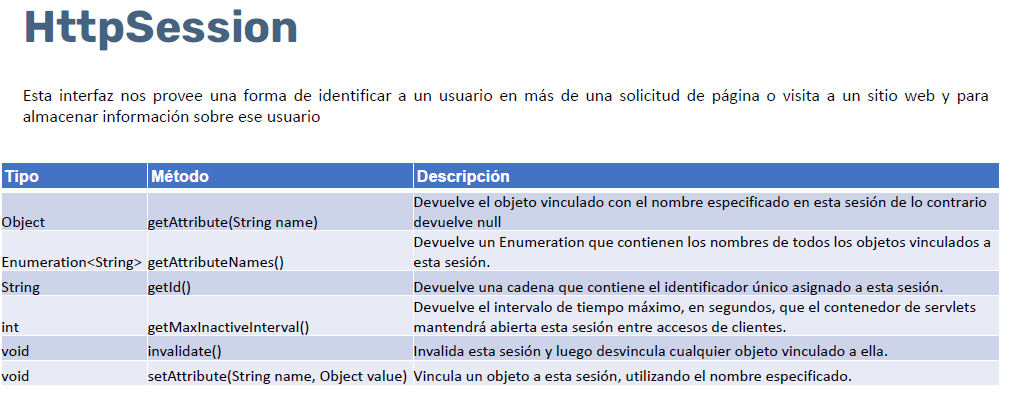 HttpSession
Esta interfaz nos provee una forma de identificar a un usuario en más de una solicitud de página o visita a un sitio web y para
almacenar información sobre ese usuario
Tipo Método Descripción
Devuelve el objeto vinculado con el nombre especificado en esta sesión de lo contrario
Object getAttribute(String name) devuelve null
Devuelve un Enumeration que contienen los nombres de todos los objetos vinculados a
Enumeration<String> getAttributeNames() esta sesión.
String getId() Devuelve una cadena que contiene el identificador único asignado a esta sesión.
Devuelve el intervalo de tiempo máximo, en segundos, que el contenedor de servlets
int getMaxInactiveInterval() mantendrá abierta esta sesión entre accesos de clientes.
void invalidate() Invalida esta sesión y luego desvincula cualquier objeto vinculado a ella.
void setAttribute(String name, Object value) Vincula un objeto a esta sesión, utilizando el nombre especificado.